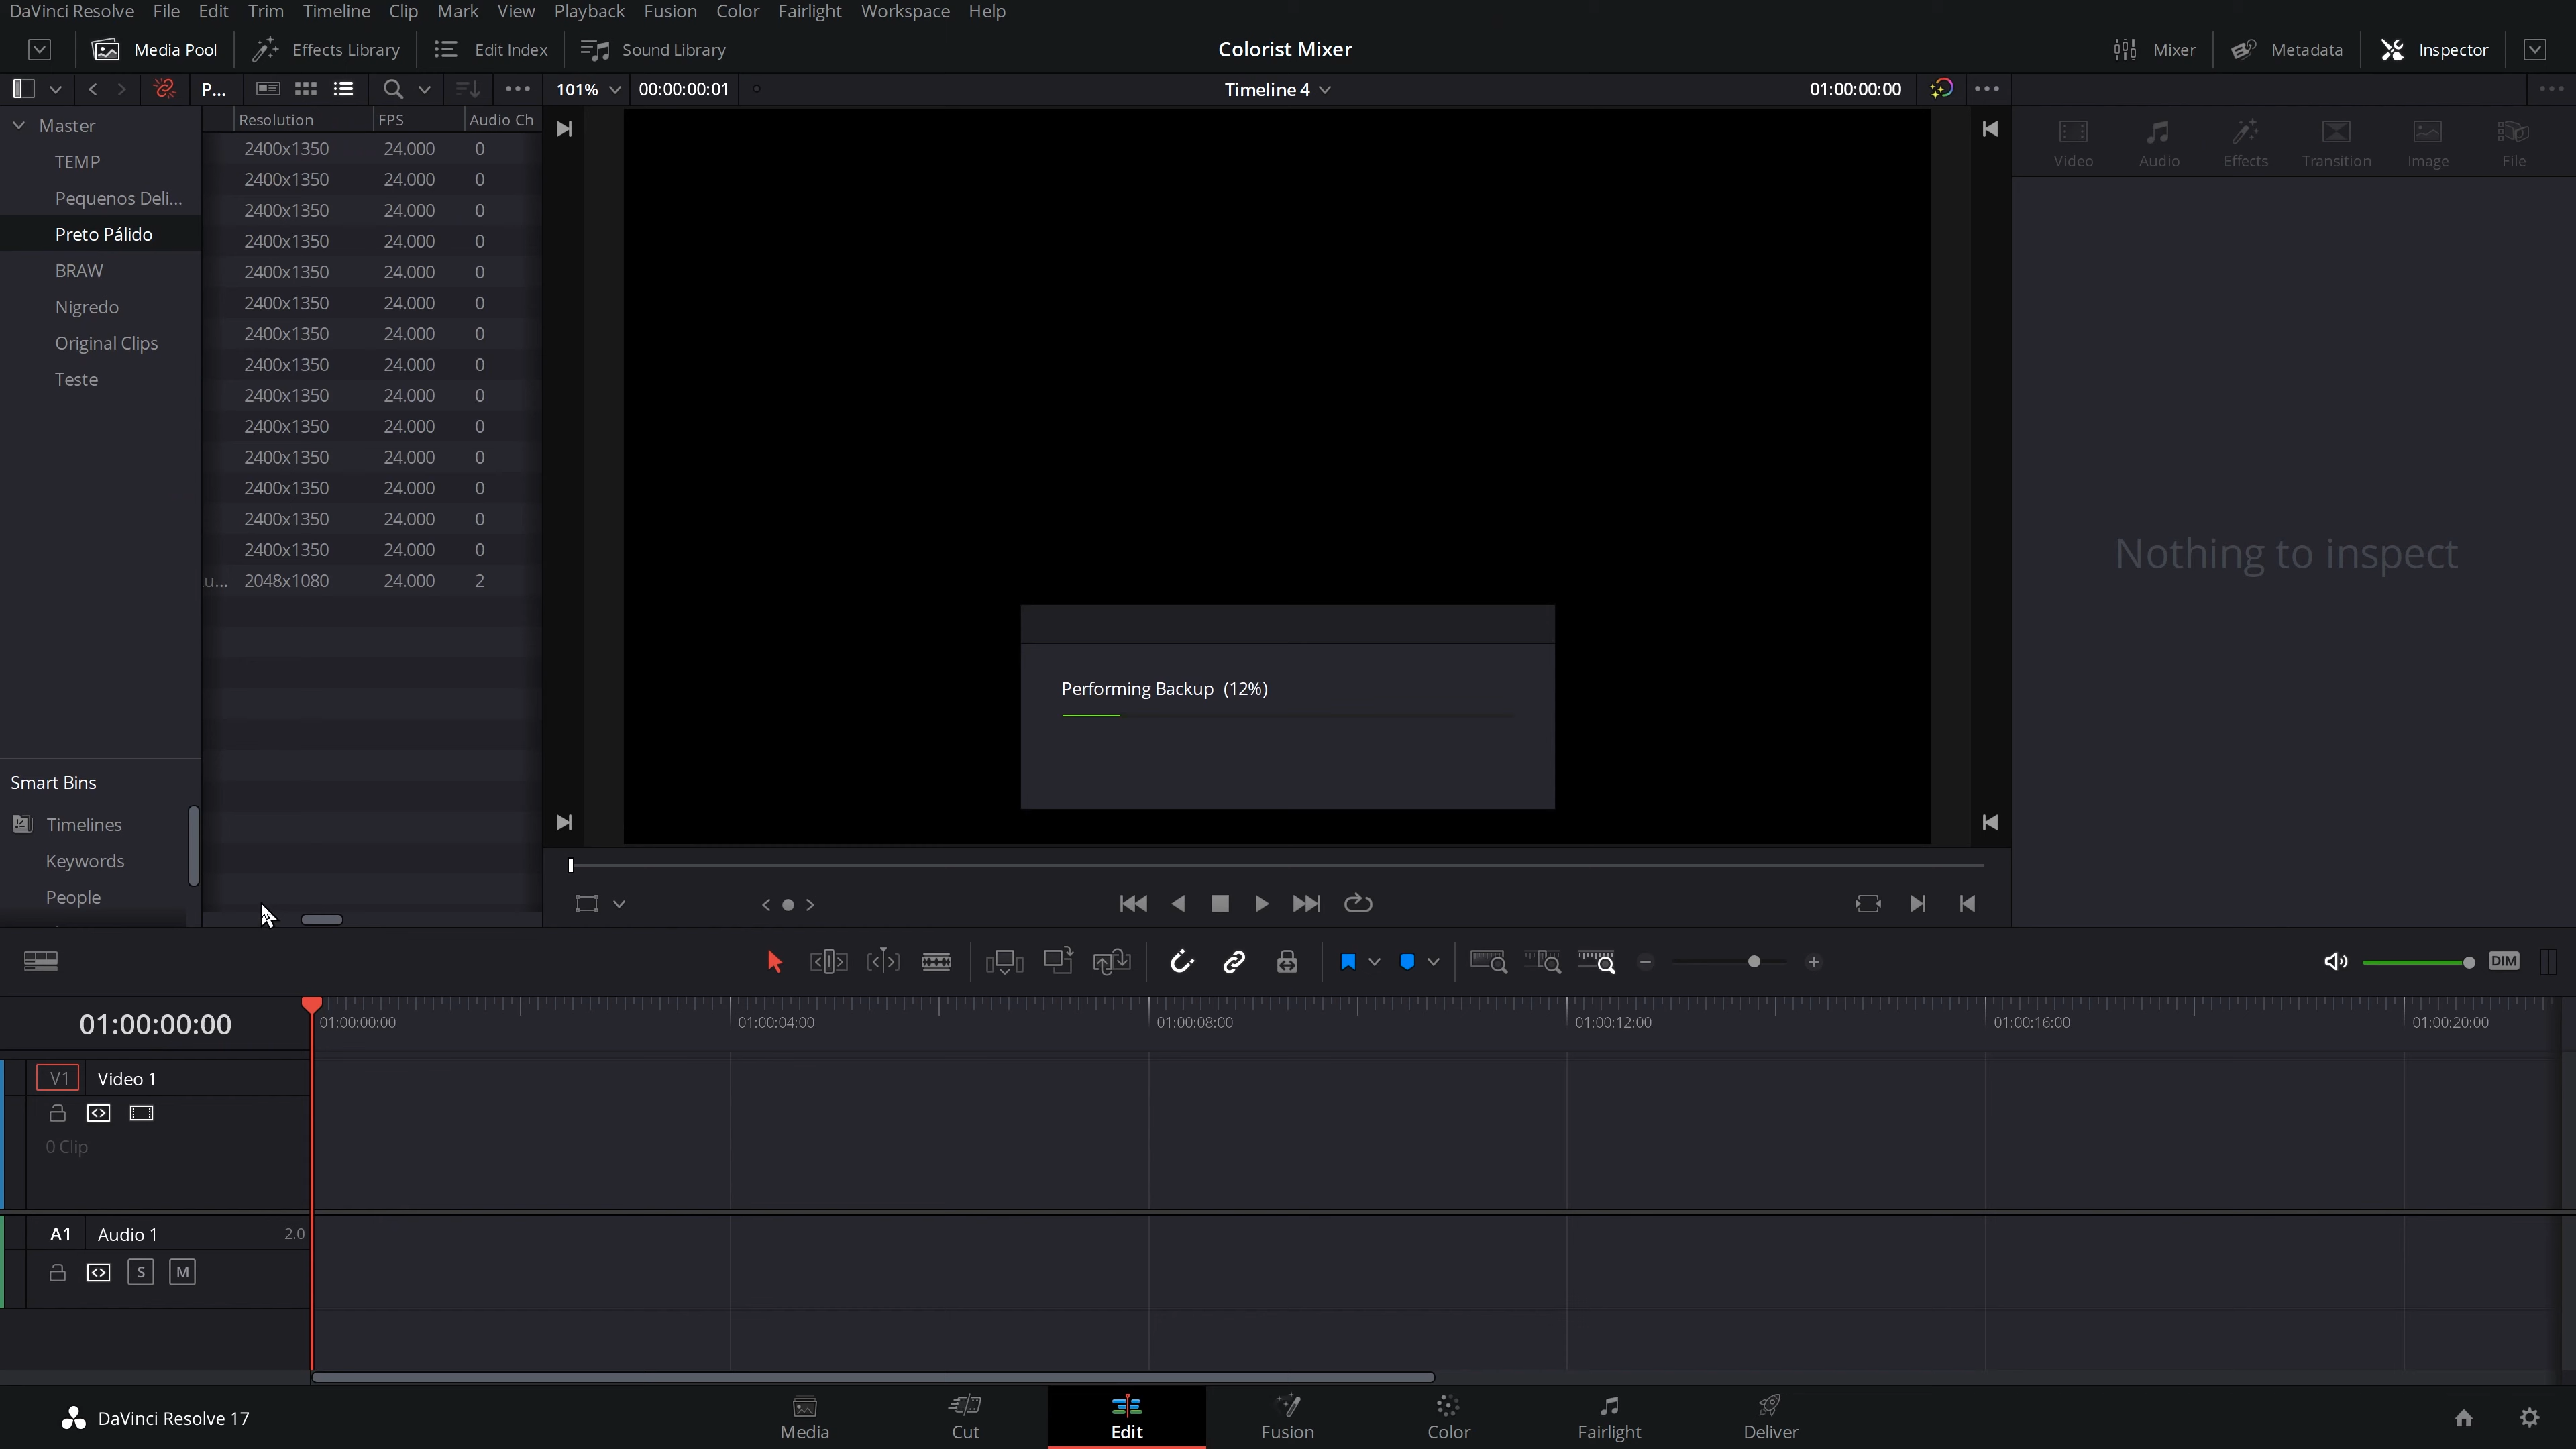 DaVinci Resolve File Edit Trim Timeline Clip Mark View Playback Fusion Color Fairlight Workspace Help
Media Pool Effects Library Edit Index Sound Library Colorist Mixer Mixer Metadata Inspector
P... 101% 00:00:00:01 Timeline 4 01:00:00:00
Resolution FPS Audio Ch
Master
TEMP
Pequenos Deli...
Preto Pálido
BRAW
Nigredo
Original Clips
Teste
2400x1350 24.000 0
2400x1350 24.000 0
2400x1350 24.000 0
2400x1350 24.000 0
2400x1350 24.000 0
2400x1350 24.000 0
2400x1350 24.000 0
2400x1350 24.000 0
2400x1350 24.000 0
2400x1350 24.000 0
2400x1350 24.000 0
2400x1350 24.000 0
2400x1350 24.000 0
2400x1350 24.000 0
.u... 2048x1080 24.000 2
Video Audio Effects Transition Image File
Nothing to inspect
Performing Backup (12%)
Smart Bins
Timelines
Keywords
People
DIM
01:00:00:00
01:00:00:00 01:00:04:00 01:00:08:00 01:00:12:00 01:00:16:00 01:00:20:00
V1 Video 1
0 Clip
A1 Audio 1 2.0
S M
DaVinci Resolve 17
Media Cut Edit Fusion Color Fairlight Deliver